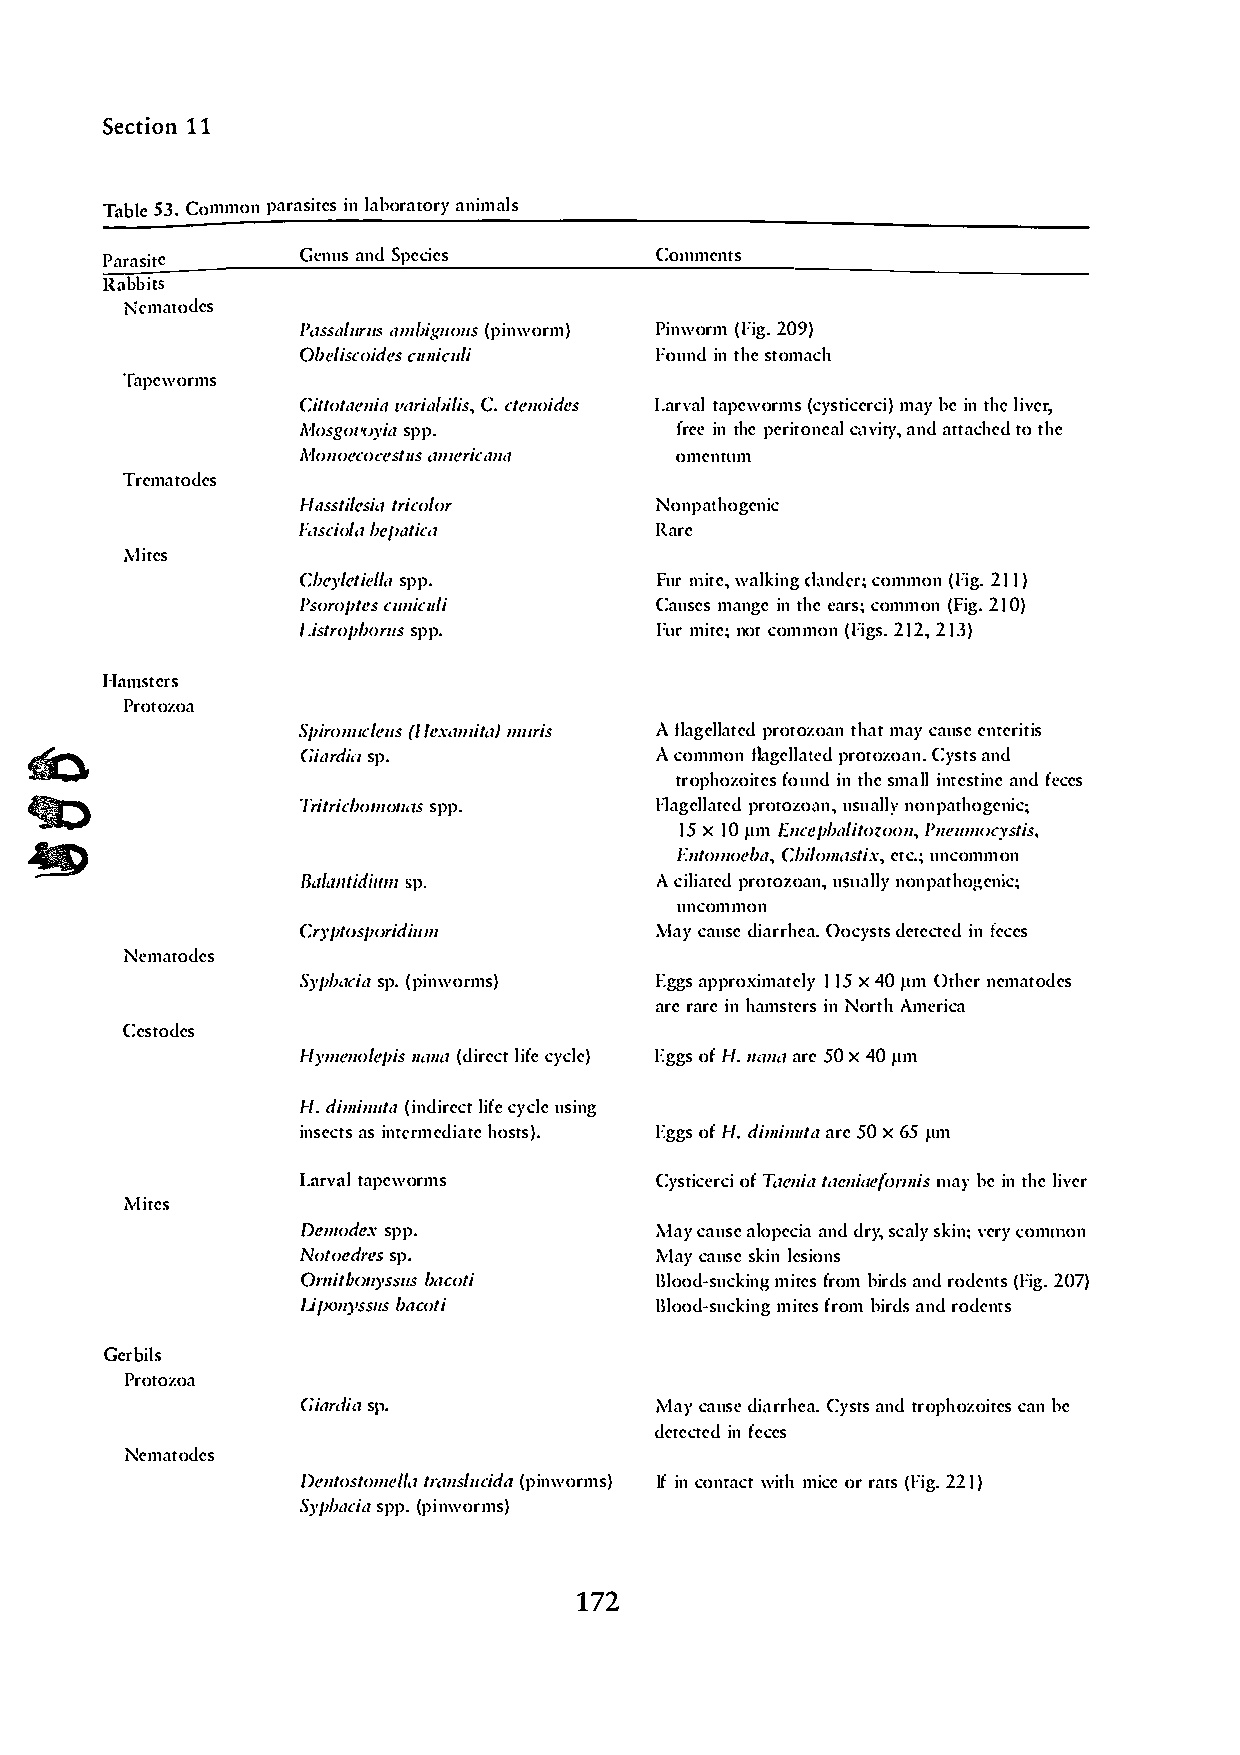 Section 11
Table 53. Common parasites in laboratory animals
Parasite Genus and Species Comments
Rabbits
Nematodes
Passalurus ambiguous (pinworm) Pinworm (Fig. 209)
Obeliscoides cuniculi Found in the stomach
Tapeworms
Cittotaenia variabilis, C. ctenoides Larval tapeworms (cysticerci) may be in the liver,
Mosgovoyia spp. free in the peritoneal cavity, and attached to the
Monoecocestus americana omentum
Trematodes
Hasstilesia tricolor Nonpathogenic
Fasciola hepatica Rare
Mites
Cheyletiella spp. Fur mite, walking dander; common (Fig. 211)
Psoroptes cuniculi Causes mange in the ears; common (Fig. 210)
Listrophorus spp. Fur mite; not common (Figs. 212, 213)
Hamsters
Protozoa
Spironucleus (Hexamita) muris A flagellated protozoan that may cause enteritis
Giardia sp. A common flagellated protozoan. Cysts and
trophozoites found in the small intestine and feces
Tritrichomonas spp. Flagellated protozoan, usually nonpathogenic;
15 × 10 µm Encephalitozoon, Pneumocystis,
Entomoeba, Chilomastix, etc.; uncommon
Balantidium sp. A ciliated protozoan, usually nonpathogenic;
uncommon
Cryptosporidium May cause diarrhea. Oocysts detected in feces
Nematodes
Syphacia sp. (pinworms) Eggs approximately 115 × 40 µm Other nematodes
are rare in hamsters in North America
Cestodes
Hymenolepis nana (direct life cycle) Eggs of H. nana are 50 × 40 µm
H. diminuta (indirect life cycle using
insects as intermediate hosts). Eggs of H. diminuta are 50 × 65 µm
Larval tapeworms Cysticerci of Taenia taeniaeformis may be in the liver
Mites
Demodex spp. May cause alopecia and dry, scaly skin; very common
Notoedres sp. May cause skin lesions
Ornithonyssus bacoti Blood-sucking mites from birds and rodents (Fig. 207)
Liponyssus bacoti Blood-sucking mites from birds and rodents
Gerbils
Protozoa
Giardia sp. May cause diarrhea. Cysts and trophozoites can be
detected in feces
Nematodes
Dentostomella translucida (pinworms) If in contact with mice or rats (Fig. 221)
Syphacia spp. (pinworms)
172